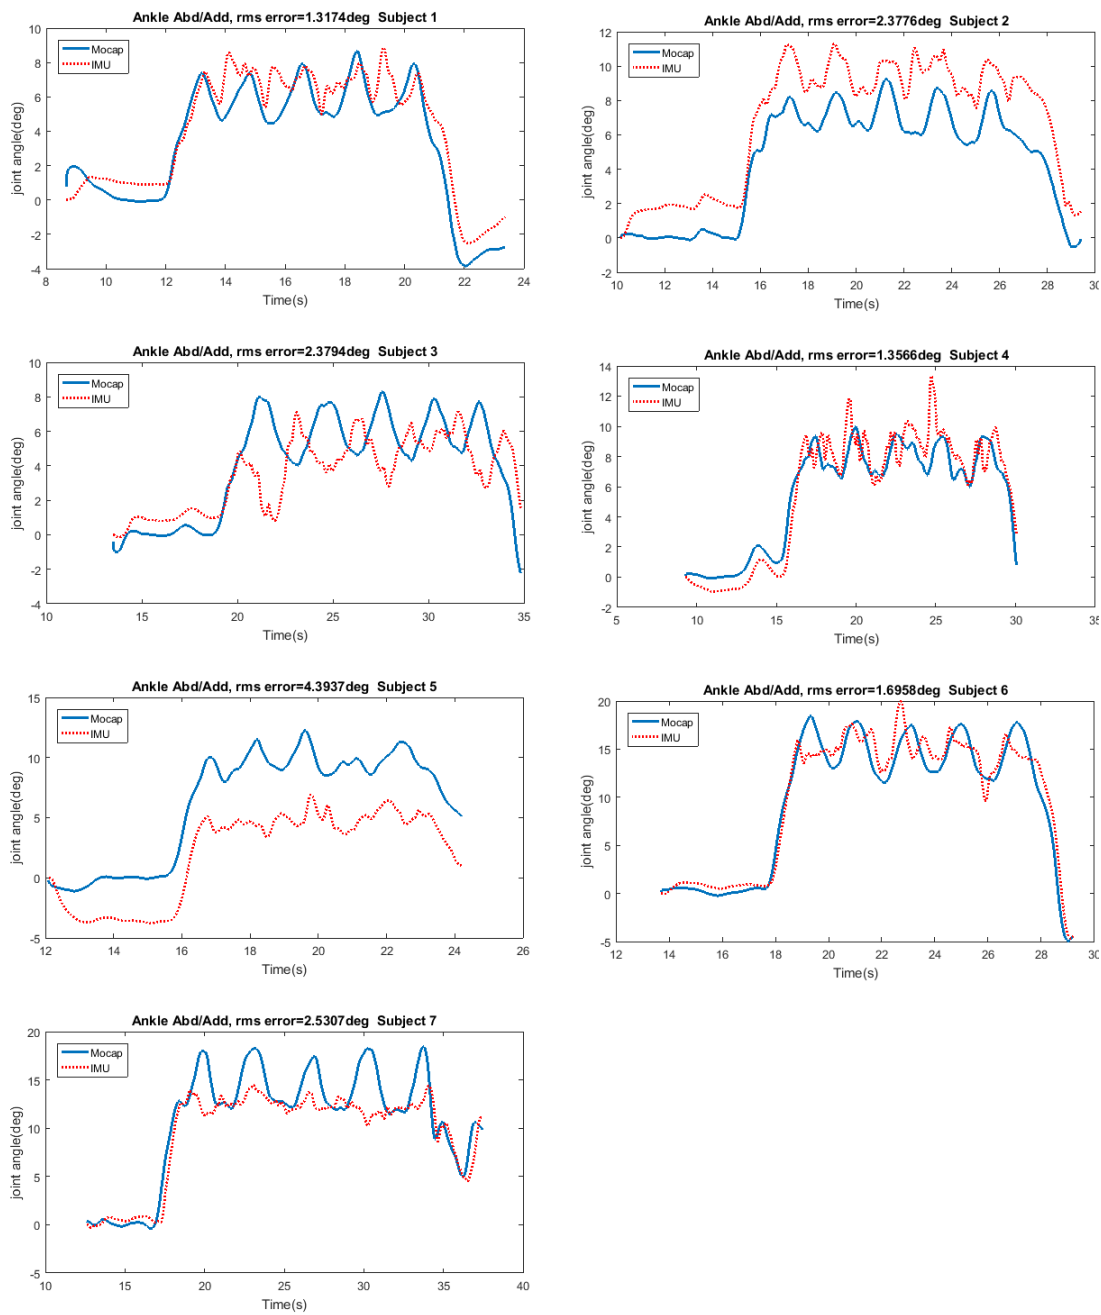 Ankle Abd/Add, rms error=1.3174deg  Subject 1
10
8
6
4
2
0
-2
-4
joint angle(deg)
Mocap
IMU
8 10 12 14 16 18 20 22 24
Time(s)
Ankle Abd/Add, rms error=2.3776deg  Subject 2
12
10
8
6
4
2
0
-2
joint angle(deg)
Mocap
IMU
10 12 14 16 18 20 22 24 26 28 30
Time(s)
Ankle Abd/Add, rms error=2.3794deg  Subject 3
10
8
6
4
2
0
-2
-4
joint angle(deg)
Mocap
IMU
10 15 20 25 30 35
Time(s)
Ankle Abd/Add, rms error=1.3566deg  Subject 4
14
12
10
8
6
4
2
0
-2
joint angle(deg)
Mocap
IMU
5 10 15 20 25 30 35
Time(s)
Ankle Abd/Add, rms error=4.3937deg  Subject 5
15
10
5
0
-5
joint angle(deg)
Mocap
IMU
12 14 16 18 20 22 24 26
Time(s)
Ankle Abd/Add, rms error=1.6958deg  Subject 6
20
15
10
5
0
-5
joint angle(deg)
Mocap
IMU
12 14 16 18 20 22 24 26 28 30
Time(s)
Ankle Abd/Add, rms error=2.5307deg  Subject 7
20
15
10
5
0
-5
joint angle(deg)
Mocap
IMU
10 15 20 25 30 35 40
Time(s)